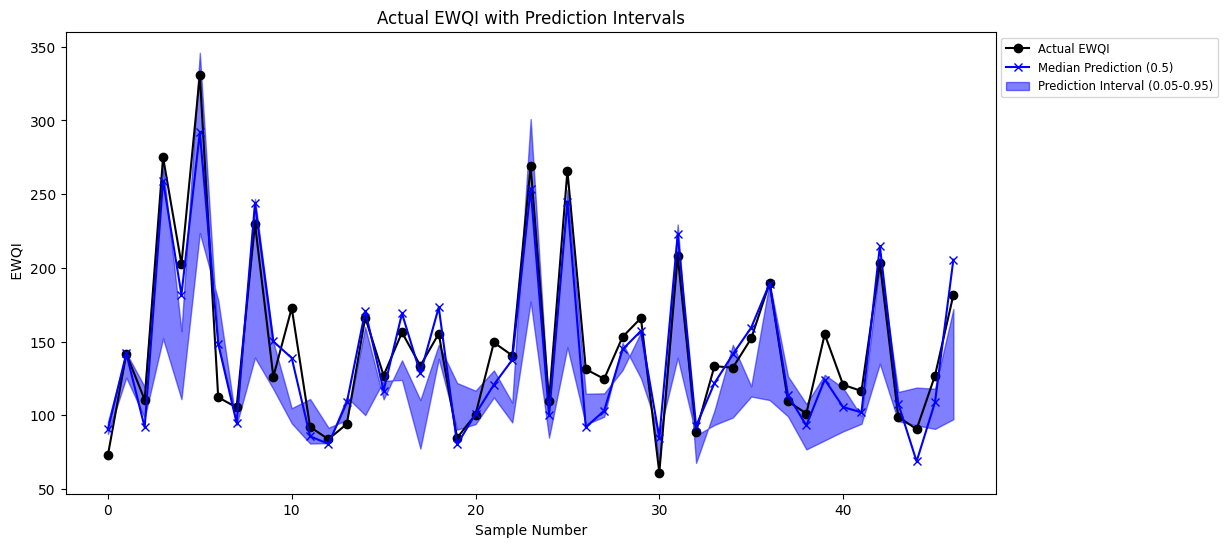 Actual EWQI with Prediction Intervals
Actual EWQI
Median Prediction (0.5)
Prediction Interval (0.05-0.95)
EWQI
350
300
250
200
150
100
50
0
10
20
30
40
Sample Number